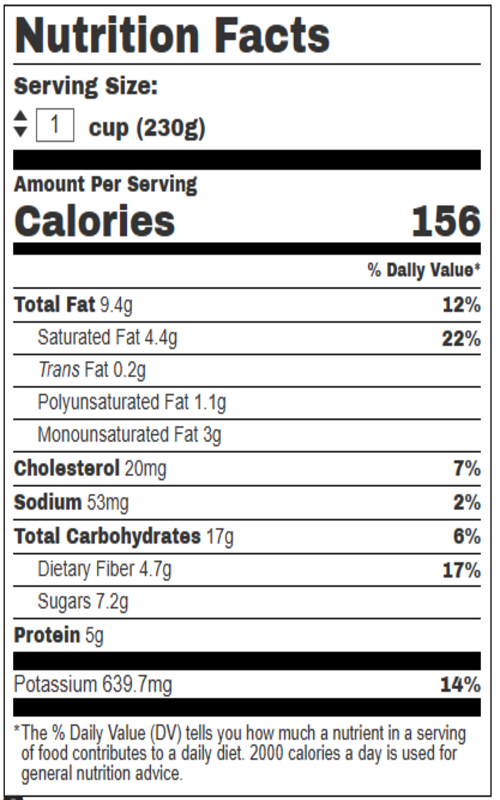 Nutrition Facts
Serving Size:
1 cup (230g)
Amount Per Serving
Calories 156
% Daily Value*
Total Fat 9.4g 12%
Saturated Fat 4.4g 22%
Trans Fat 0.2g
Polyunsaturated Fat 1.1g
Monounsaturated Fat 3g
Cholesterol 20mg 7%
Sodium 53mg 2%
Total Carbohydrates 17g 6%
Dietary Fiber 4.7g 17%
Sugars 7.2g
Protein 5g
Potassium 639.7mg 14%
*The % Daily Value (DV) tells you how much a nutrient in a serving
of food contributes to a daily diet. 2000 calories a day is used for
general nutrition advice.